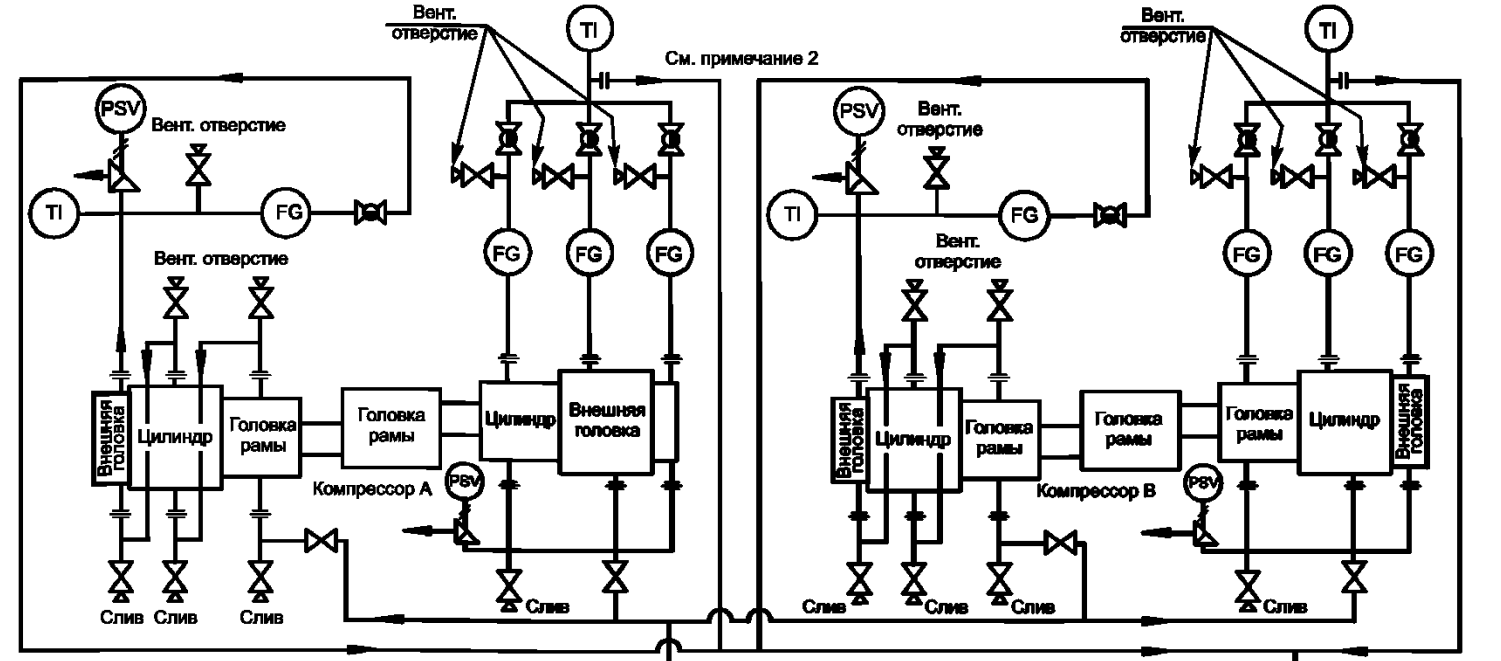 Вент.
отверстие
TI
См. примечание 2
Вент.
отверстие
TI
PSV
Вент. отверстие
PSV
Вент.
отверстие
TI
FG
TI
FG
FG
FG
FG
FG
FG
FG
Вент. отверстие
Вент.
отверстие
Внешняя
головка
Цилиндр
Головка
рамы
Головка
рамы
Цилиндр
Внешняя
головка
Внешняя
головка
Цилиндр
Головка
рамы
Головка
рамы
Головка
рамы
Цилиндр
Внешняя
головка
Компрессор А
PSV
Компрессор В
PSV
Слив
Слив
Слив
Слив
Слив
Слив
Слив
Слив